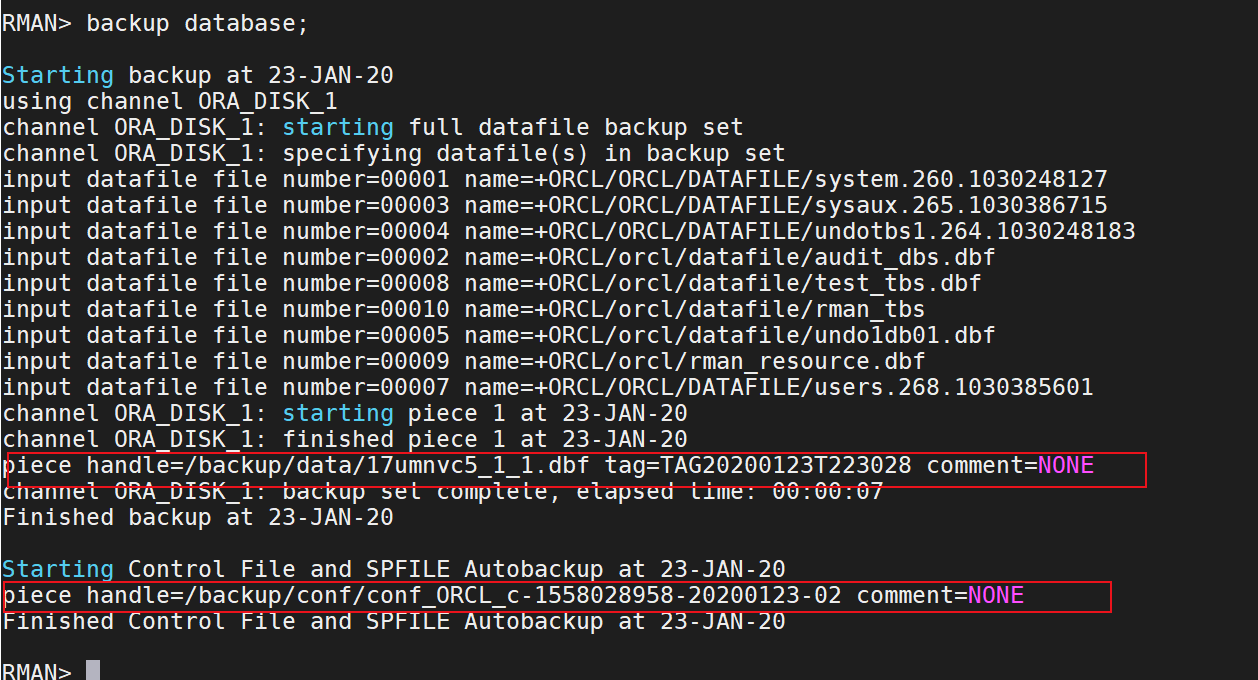 RMAN> backup database;
Starting backup at 23-JAN-20
using channel ORA_DISK_1
channel ORA_DISK_1: starting full datafile backup set
channel ORA_DISK_1: specifying datafile(s) in backup set
input datafile file number=00001 name=+ORCL/ORCL/DATAFILE/system.260.1030248127
input datafile file number=00003 name=+ORCL/ORCL/DATAFILE/sysaux.265.1030386715
input datafile file number=00004 name=+ORCL/ORCL/DATAFILE/undotbs1.264.1030248183
input datafile file number=00002 name=+ORCL/orcl/datafile/audit_dbs.dbf
input datafile file number=00008 name=+ORCL/orcl/datafile/test_tbs.dbf
input datafile file number=00010 name=+ORCL/orcl/datafile/rman_tbs
input datafile file number=00005 name=+ORCL/orcl/datafile/undo1db01.dbf
input datafile file number=00009 name=+ORCL/orcl/rman_resource.dbf
input datafile file number=00007 name=+ORCL/ORCL/DATAFILE/users.268.1030385601
channel ORA_DISK_1: starting piece 1 at 23-JAN-20
channel ORA_DISK_1: finished piece 1 at 23-JAN-20
piece handle=/backup/data/17umnvc5_1_1.dbf tag=TAG20200123T223028 comment=NONE
channel ORA_DISK_1: backup set complete, elapsed time: 00:00:07
Finished backup at 23-JAN-20
Starting Control File and SPFILE Autobackup at 23-JAN-20
piece handle=/backup/conf/conf_ORCL_c-1558028958-20200123-02 comment=NONE
Finished Control File and SPFILE Autobackup at 23-JAN-20
RMAN>